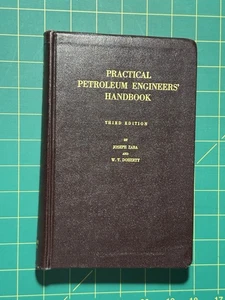 PRACTICAL
PETROLEUM ENGINEERS'
HANDBOOK
THIRD EDITION
BY
JOSEPH ZABA
AND
W. T. DOHERTY